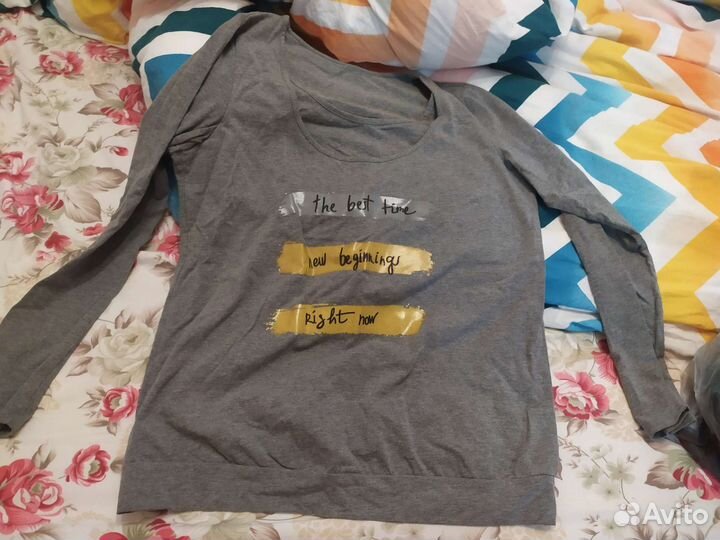 the best time
new beginnings
Right now
Avito